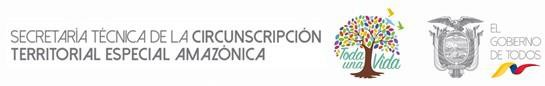 SECRETARÍA TÉCNICA DE LA CIRCUNSCRIPCIÓN
TERRITORIAL ESPECIAL AMAZÓNICA
Toda
una Vida
EL
GOBIERNO
DE TODOS